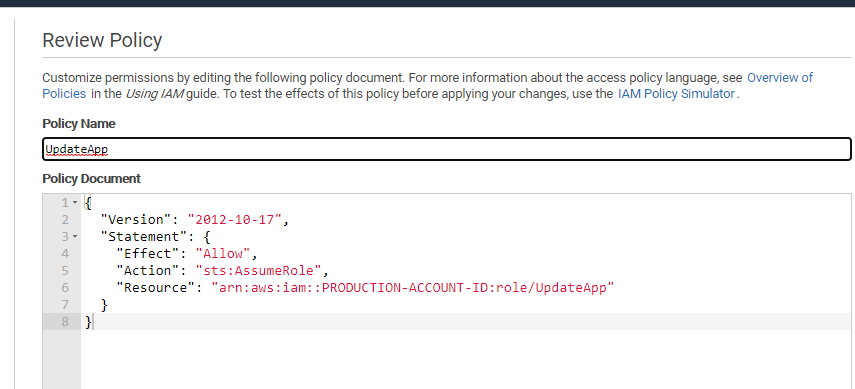 Review Policy
Customize permissions by editing the following policy document. For more information about the access policy language, see Overview of
Policies in the Using IAM guide. To test the effects of this policy before applying your changes, use the IAM Policy Simulator.
Policy Name
UpdateApp
Policy Document
1 {
2 "Version": "2012-10-17",
3 "Statement": {
4 "Effect": "Allow",
5 "Action": "sts:AssumeRole",
6 "Resource": "arn:aws:iam::PRODUCTION-ACCOUNT-ID:role/UpdateApp"
7 }
8 }